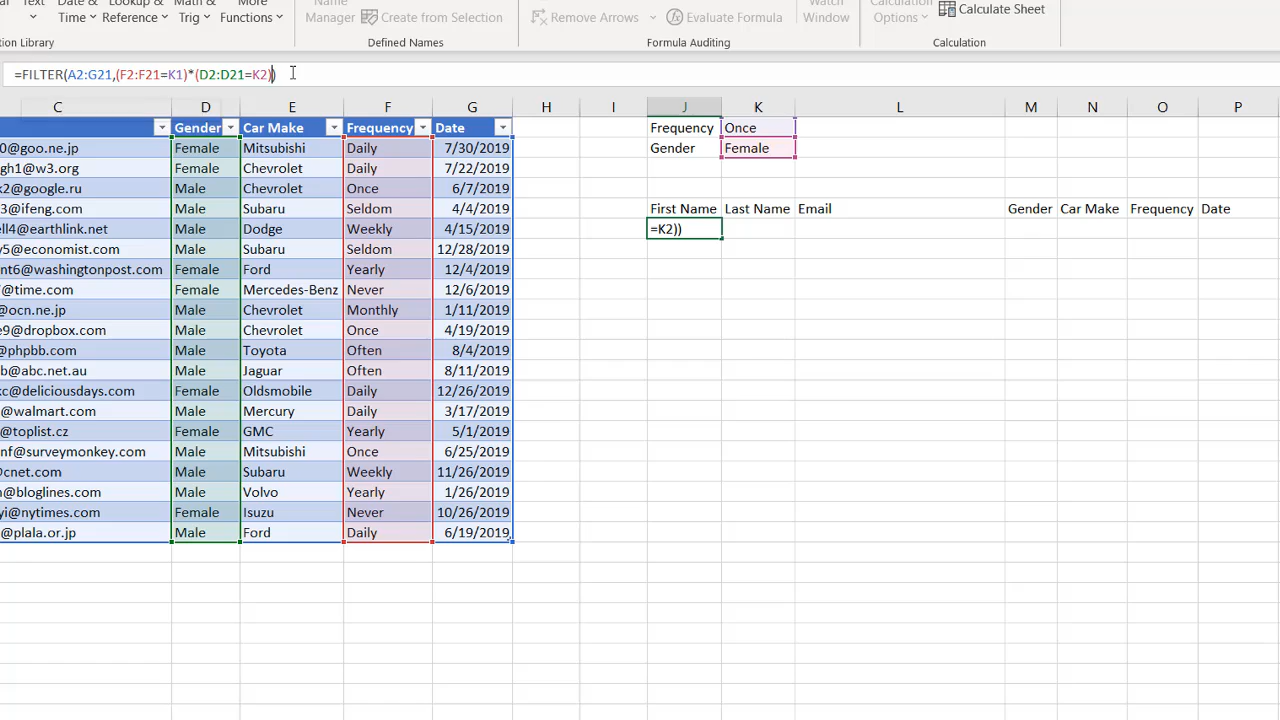 Text
Date &
Lookup &
Math &
More
Name
Watch
Calculation
Time
Reference
Trig
Functions
Manager
Create from Selection
Remove Arrows
Evaluate Formula
Window
Options
Calculate Sheet
Defined Names
Formula Auditing
Calculation
=FILTER(A2:G21,(F2:F21=K1)*(D2:D21=K2))
C D E F G H I J K L M N O P
Gender Car Make Frequency Date Frequency Once
0@goo.ne.jp Female Mitsubishi Daily 7/30/2019 Gender Female
gh1@w3.org Female Chevrolet Daily 7/22/2019
k2@google.ru Male Chevrolet Once 6/7/2019
3@ifeng.com Male Subaru Seldom 4/4/2019 First Name Last Name Email Gender Car Make Frequency Date
ell4@earthlink.net Male Dodge Weekly 4/15/2019 =K2))
y5@economist.com Male Subaru Seldom 12/28/2019
nt6@washingtonpost.com Female Ford Yearly 12/4/2019
@time.com Female Mercedes-Benz Never 12/6/2019
@ocn.ne.jp Male Chevrolet Monthly 1/11/2019
e9@dropbox.com Male Chevrolet Once 4/19/2019
@phpbb.com Male Toyota Often 8/4/2019
b@abc.net.au Male Jaguar Often 8/11/2019
kc@deliciousdays.com Female Oldsmobile Daily 12/26/2019
@walmart.com Male Mercury Daily 3/17/2019
@toplist.cz Female GMC Yearly 5/1/2019
nf@surveymonkey.com Male Mitsubishi Once 6/25/2019
@cnet.com Male Subaru Weekly 11/26/2019
@bloglines.com Male Volvo Yearly 1/26/2019
yi@nytimes.com Female Isuzu Never 10/26/2019
@plala.or.jp Male Ford Daily 6/19/2019